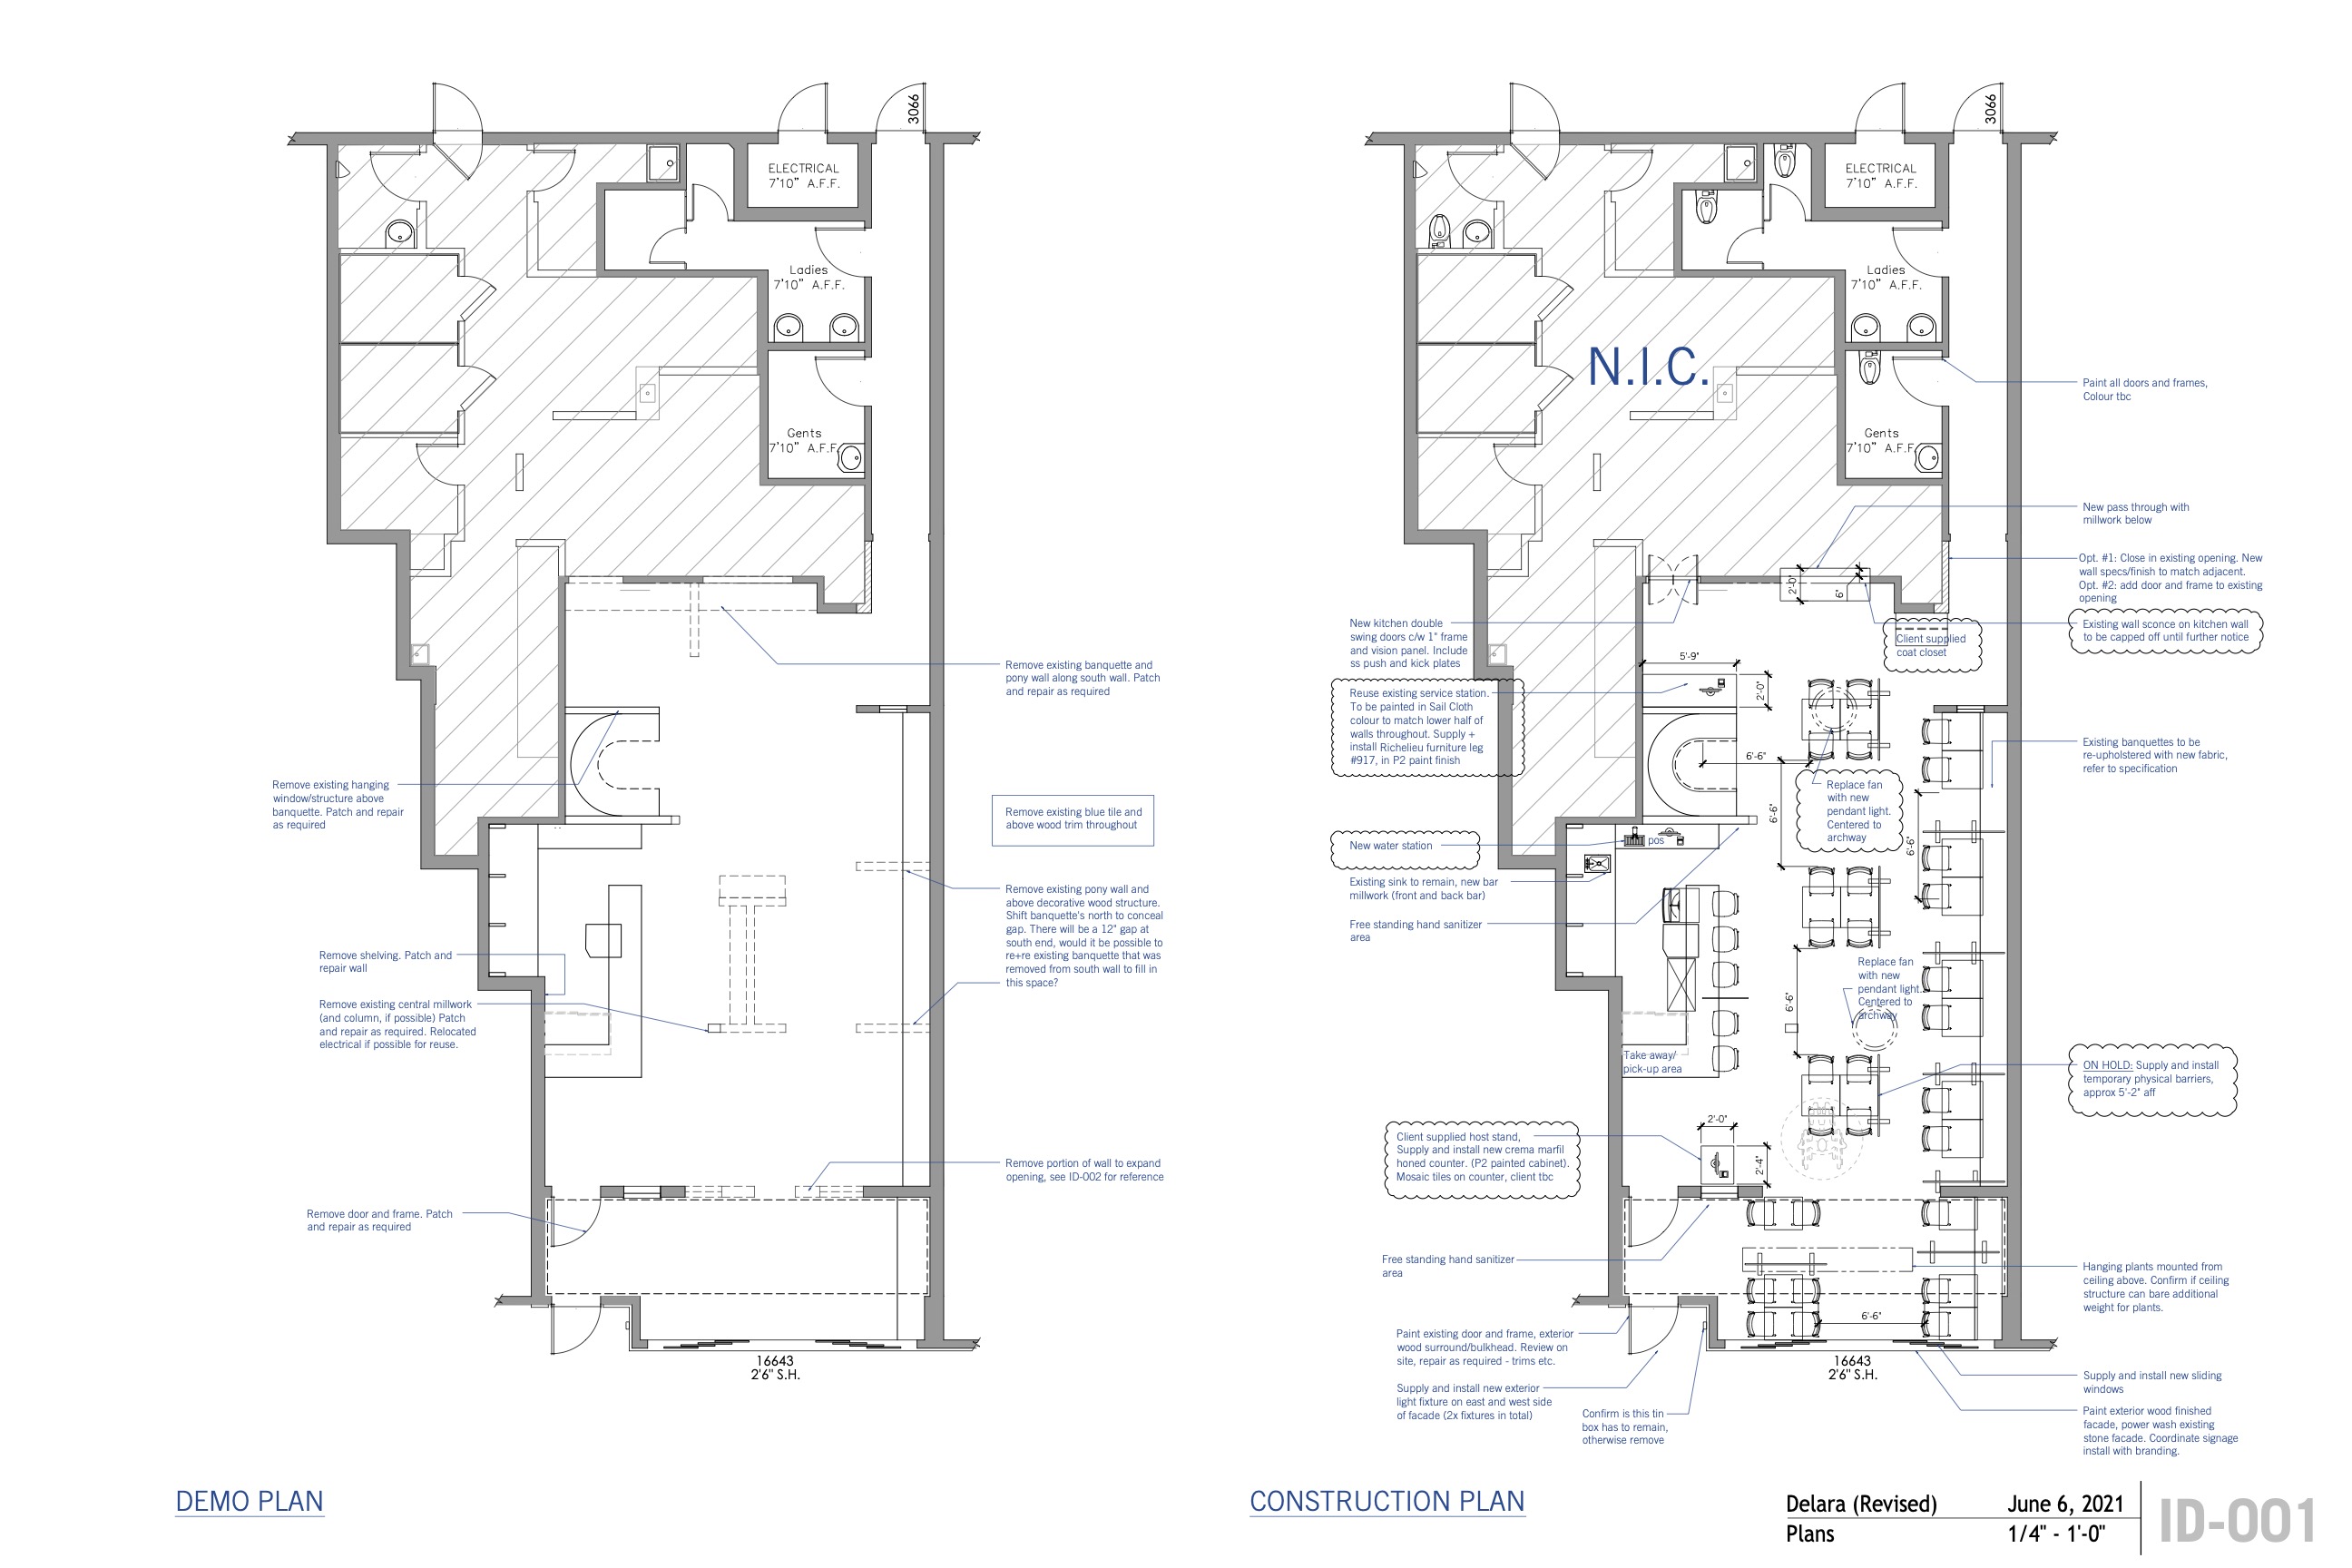 3066
ELECTRICAL
7'10" A.F.F.
Ladies
7'10" A.F.F.
Gents
7'10" A.F.F.
Remove existing banquette and
pony wall along south wall. Patch
and repair as required
Remove existing hanging
window/structure above
banquette. Patch and repair
as required
Remove existing blue tile and
above wood trim throughout
Remove existing pony wall and
above decorative wood structure.
Shift banquette's north to conceal
gap. There will be a 12" gap at
south end, would it be possible to
re+re existing banquette that was
removed from south wall to fill in
this space?
Remove shelving. Patch and
repair wall
Remove existing central millwork
(and column, if possible) Patch
and repair as required. Relocated
electrical if possible for reuse.
Remove portion of wall to expand
opening, see ID-002 for reference
Remove door and frame. Patch
and repair as required
16643
2'6" S.H.
DEMO PLAN
3066
ELECTRICAL
7'10" A.F.F.
Ladies
7'10" A.F.F.
N.I.C.
Gents
7'10" A.F.F.
Paint all doors and frames,
Colour tbc
New pass through with
millwork below
Opt. #1: Close in existing opening. New
wall specs/finish to match adjacent.
Opt. #2: add door and frame to existing
opening
2'-0"
6"
Existing wall sconce on kitchen wall
to be capped off until further notice
Client supplied
coat closet
New kitchen double
swing doors c/w 1" frame
and vision panel. Include
ss push and kick plates
5'-9"
2'-0"
Reuse existing service station.
To be painted in Sail Cloth
colour to match lower half of
walls throughout. Supply +
install Richelieu furniture leg
#917, in P2 paint finish
6'-6"
6'-6"
Existing banquettes to be
re-upholstered with new fabric,
refer to specification
Replace fan
with new
pendant light.
Centered to
archway
6'-6"
New water station
pos
Existing sink to remain, new bar
millwork (front and back bar)
Free standing hand sanitizer
area
Replace fan
with new
pendant light.
Centered to
archway
6'-6"
Take away/
pick-up area
ON HOLD: Supply and install
temporary physical barriers,
approx 5'-2" aff
2'-0"
2'-4"
Client supplied host stand,
Supply and install new crema marfil
honed counter. (P2 painted cabinet).
Mosaic tiles on counter, client tbc
Free standing hand sanitizer
area
Hanging plants mounted from
ceiling above. Confirm if ceiling
structure can bare additional
weight for plants.
6'-6"
Paint existing door and frame, exterior
wood surround/bulkhead. Review on
site, repair as required - trims etc.
16643
2'6" S.H.
Supply and install new exterior
light fixture on east and west side
of facade (2x fixtures in total)
Confirm is this tin
box has to remain,
otherwise remove
Supply and install new sliding
windows
Paint exterior wood finished
facade, power wash existing
stone facade. Coordinate signage
install with branding.
CONSTRUCTION PLAN
Delara (Revised) June 6, 2021
Plans 1/4" - 1'-0"
ID-001